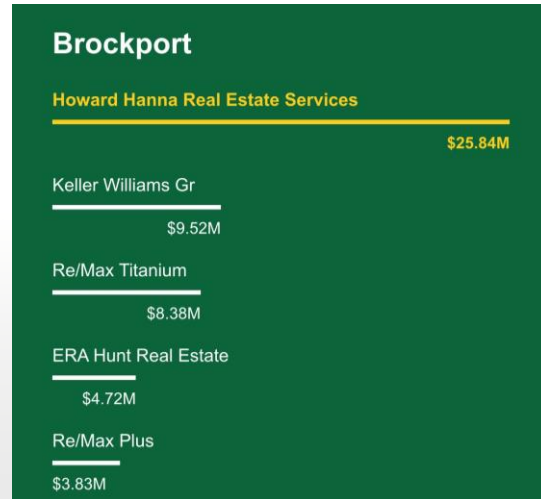 Brockport
Howard Hanna Real Estate Services
$25.84M
Keller Williams Gr
$9.52M
Re/Max Titanium
$8.38M
ERA Hunt Real Estate
$4.72M
Re/Max Plus
$3.83M